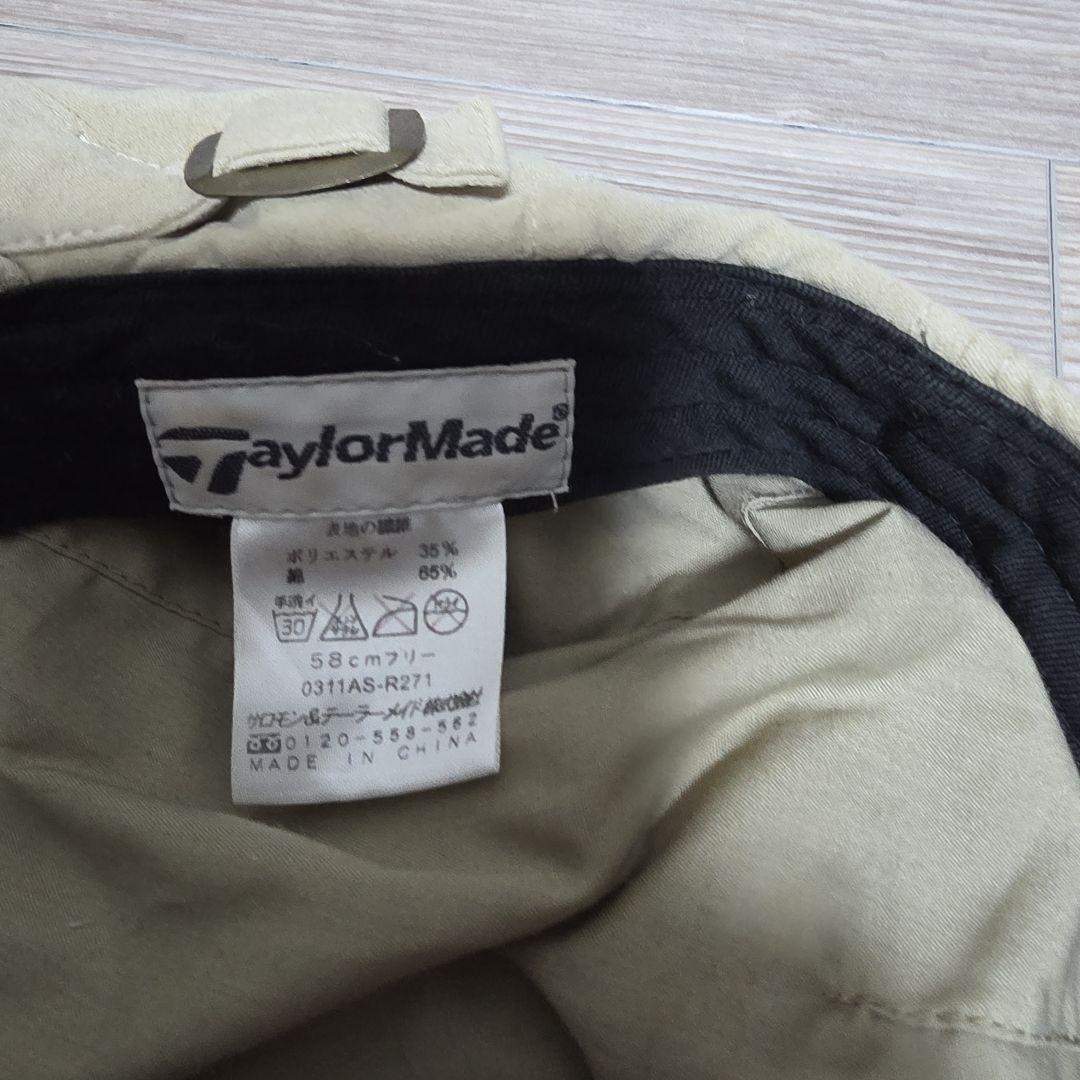 TaylorMade®
表地の繊維
ポリエステル 35%
綿 65%
手洗イ
30
58cmフリー
0311AS-R271
サロモン&テーラーメイド株式会社
0120-558-562
MADE IN CHINA